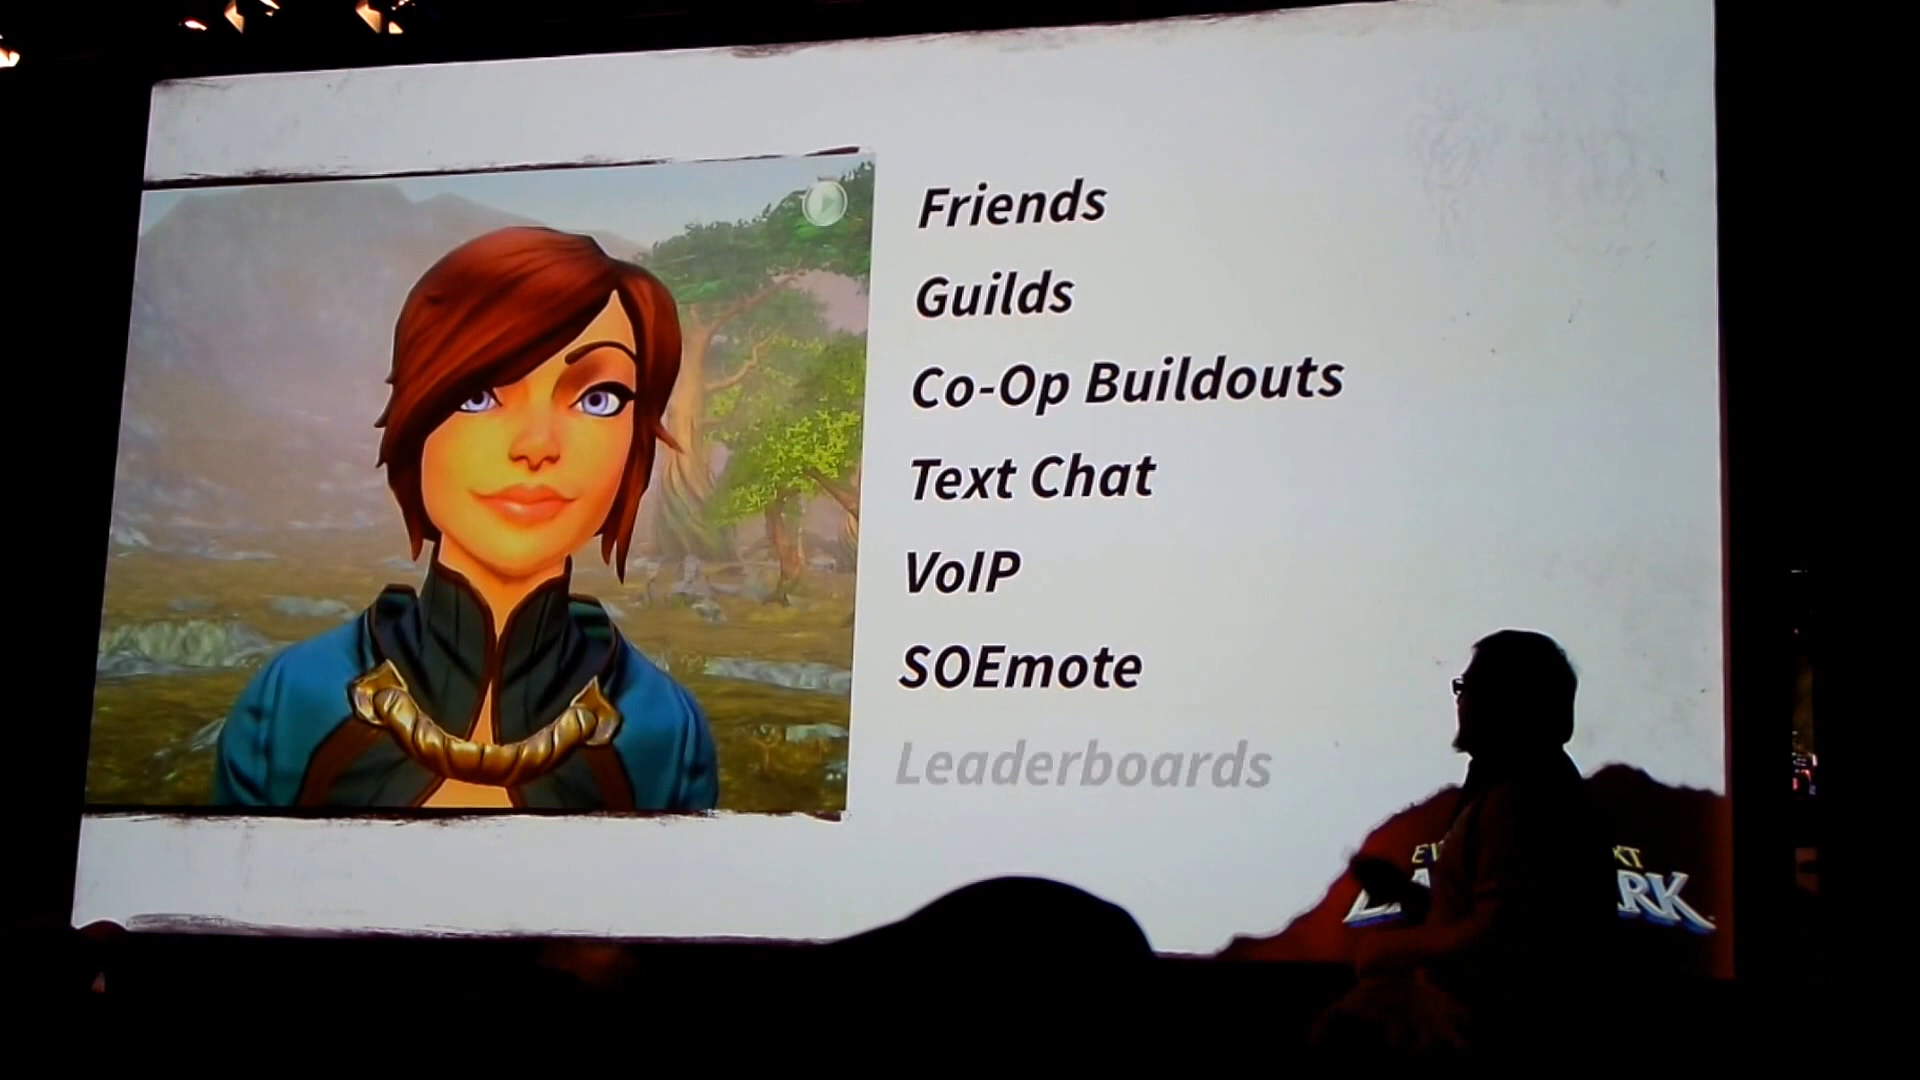 Friends
Guilds
Co-Op Buildouts
Text Chat
VoIP
SOEmote
Leaderboards